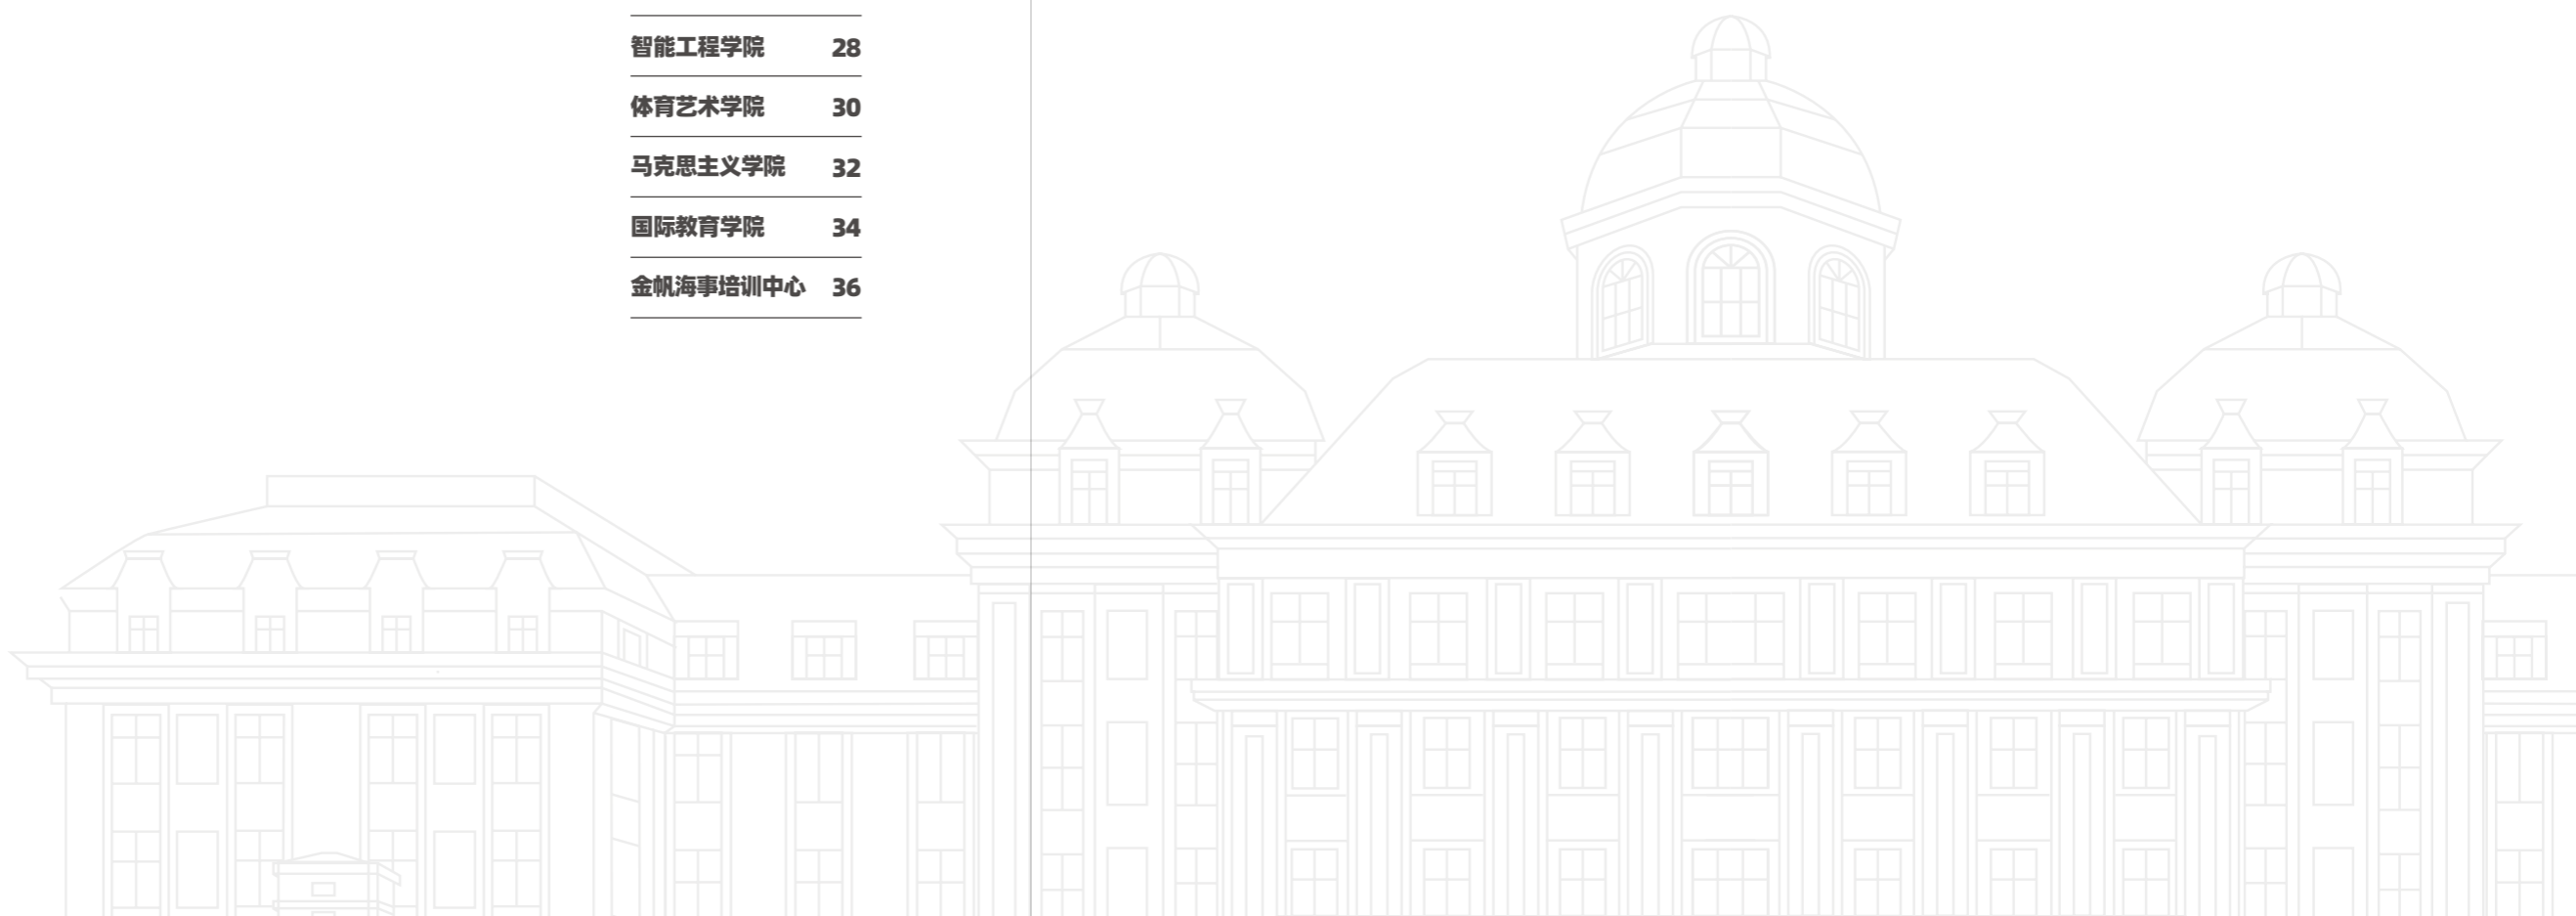 智能工程学院 28
体育艺术学院 30
马克思主义学院 32
国际教育学院 34
金帆海事培训中心 36